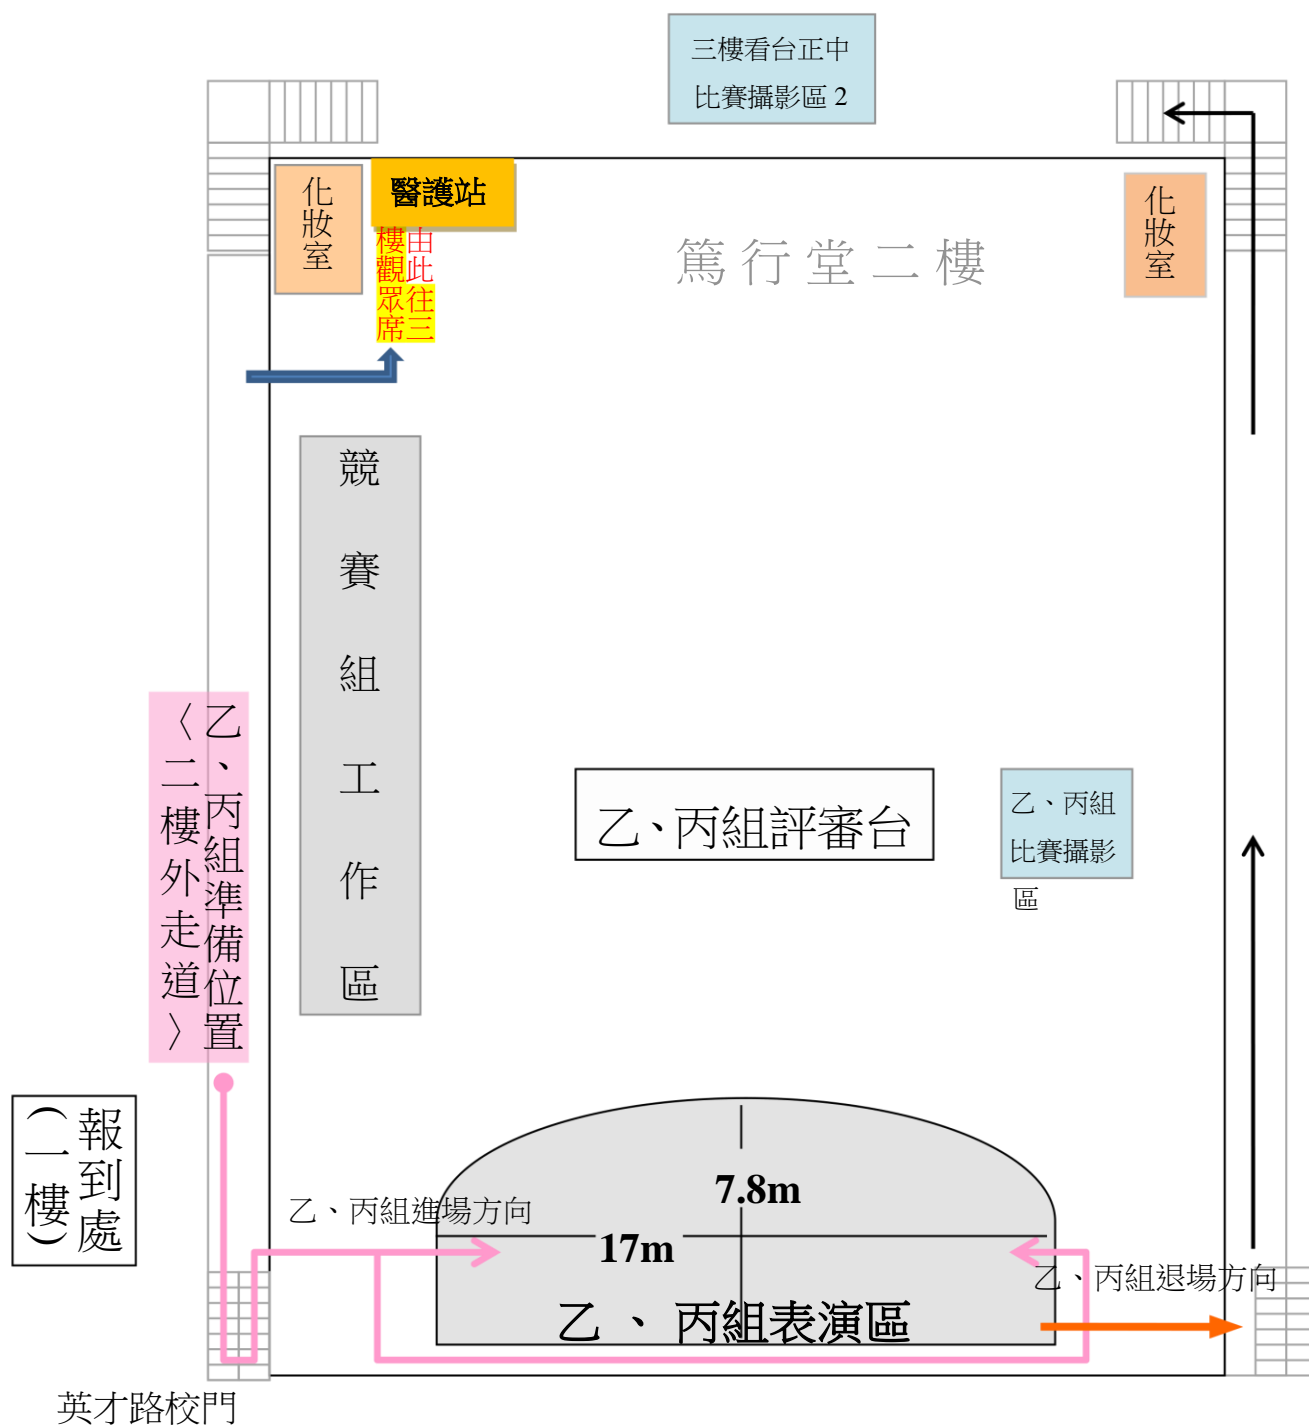 三樓看台正中
比賽攝影區 2
化妝室
醫護站
由此往三
樓觀眾席
篤行堂二樓
化妝室
競賽組工作區
乙、丙組準備位置
〈二樓外走道〉
乙、丙組評審台
乙、丙組
比賽攝影
區
報到處
(一樓)
7.8m
乙、丙組進場方向
17m
乙、丙組退場方向
乙、丙組表演區
英才路校門